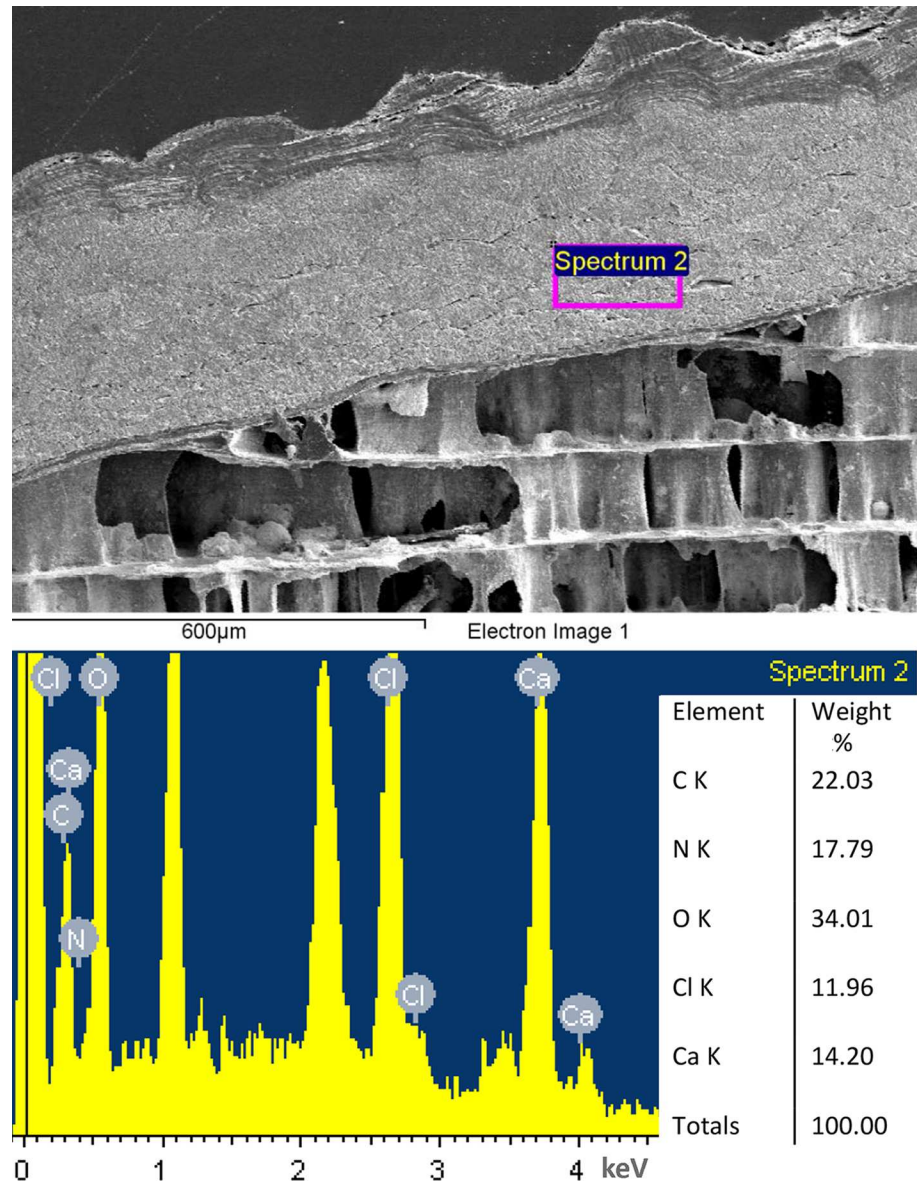 Spectrum 2
600µm
Electron Image 1
Spectrum 2
Cl
O
Cl
Ca
Ca
C
N
Cl
Ca
0 1 2 3 4 keV
Element Weight
%
C K 22.03
N K 17.79
O K 34.01
Cl K 11.96
Ca K 14.20
Totals 100.00